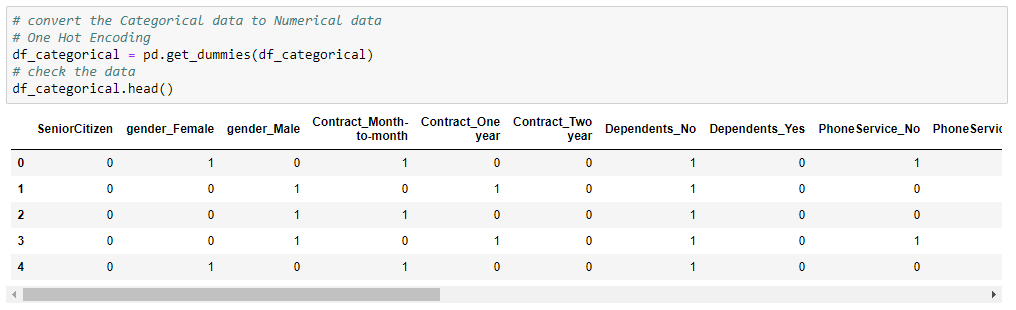 # convert the Categorical data to Numerical data
# One Hot Encoding
df_categorical = pd.get_dummies(df_categorical)
# check the data
df_categorical.head()
SeniorCitizen gender_Female gender_Male Contract_Month-to-month Contract_One year Contract_Two year Dependents_No Dependents_Yes PhoneService_No PhoneServic
0 0 1 0 1 0 0 1 0 1
1 0 0 1 0 1 0 1 0 0
2 0 0 1 1 0 0 1 0 0
3 0 0 1 0 1 0 1 0 1
4 0 1 0 1 0 0 1 0 0